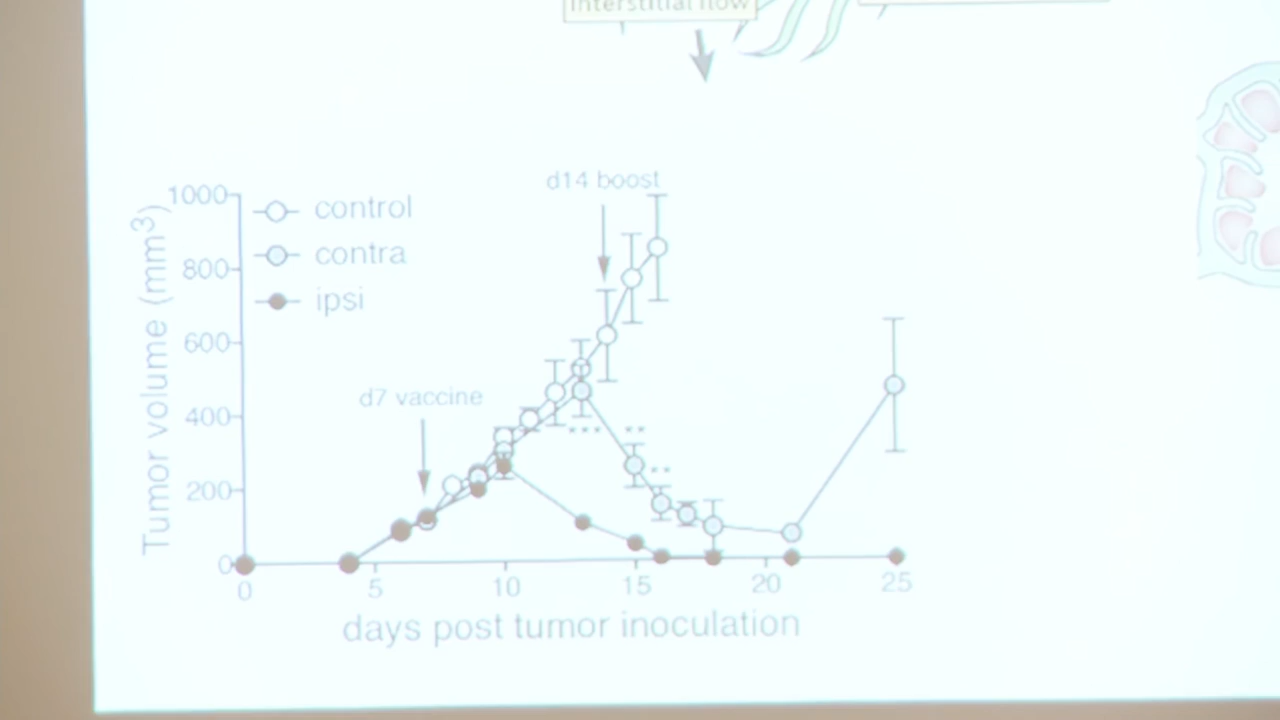 interstitial flow
d14 boost
1000
control
800
contra
ipsi
600
d7 vaccine
400
***
**
**
200
0
0 5 10 15 20 25
Tumor volume (mm3)
days post tumor inoculation